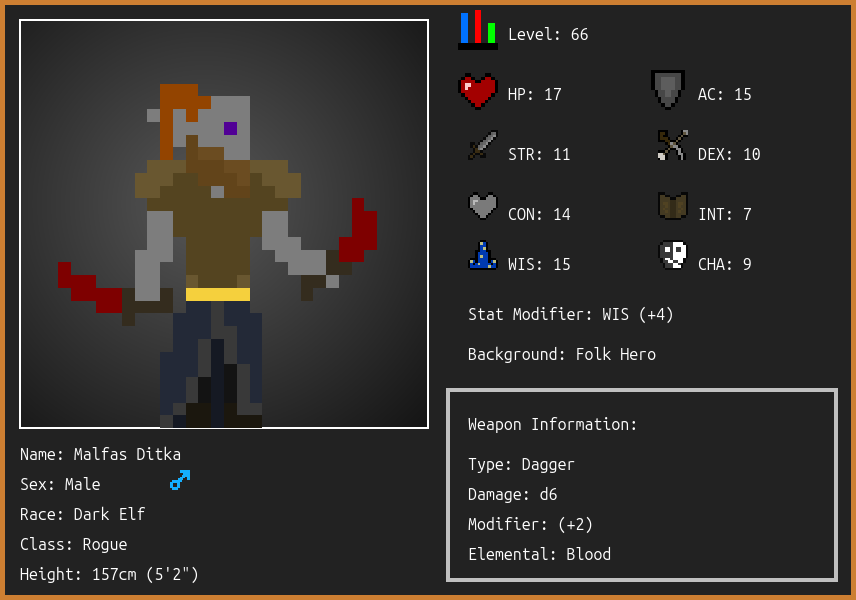 Level: 66
HP: 17
AC: 15
STR: 11
DEX: 10
CON: 14
INT: 7
WIS: 15
CHA: 9
Stat Modifier: WIS (+4)
Background: Folk Hero
Weapon Information:
Type: Dagger
Damage: d6
Modifier: (+2)
Elemental: Blood
Name: Malfas Ditka
Sex: Male
Race: Dark Elf
Class: Rogue
Height: 157cm (5'2")